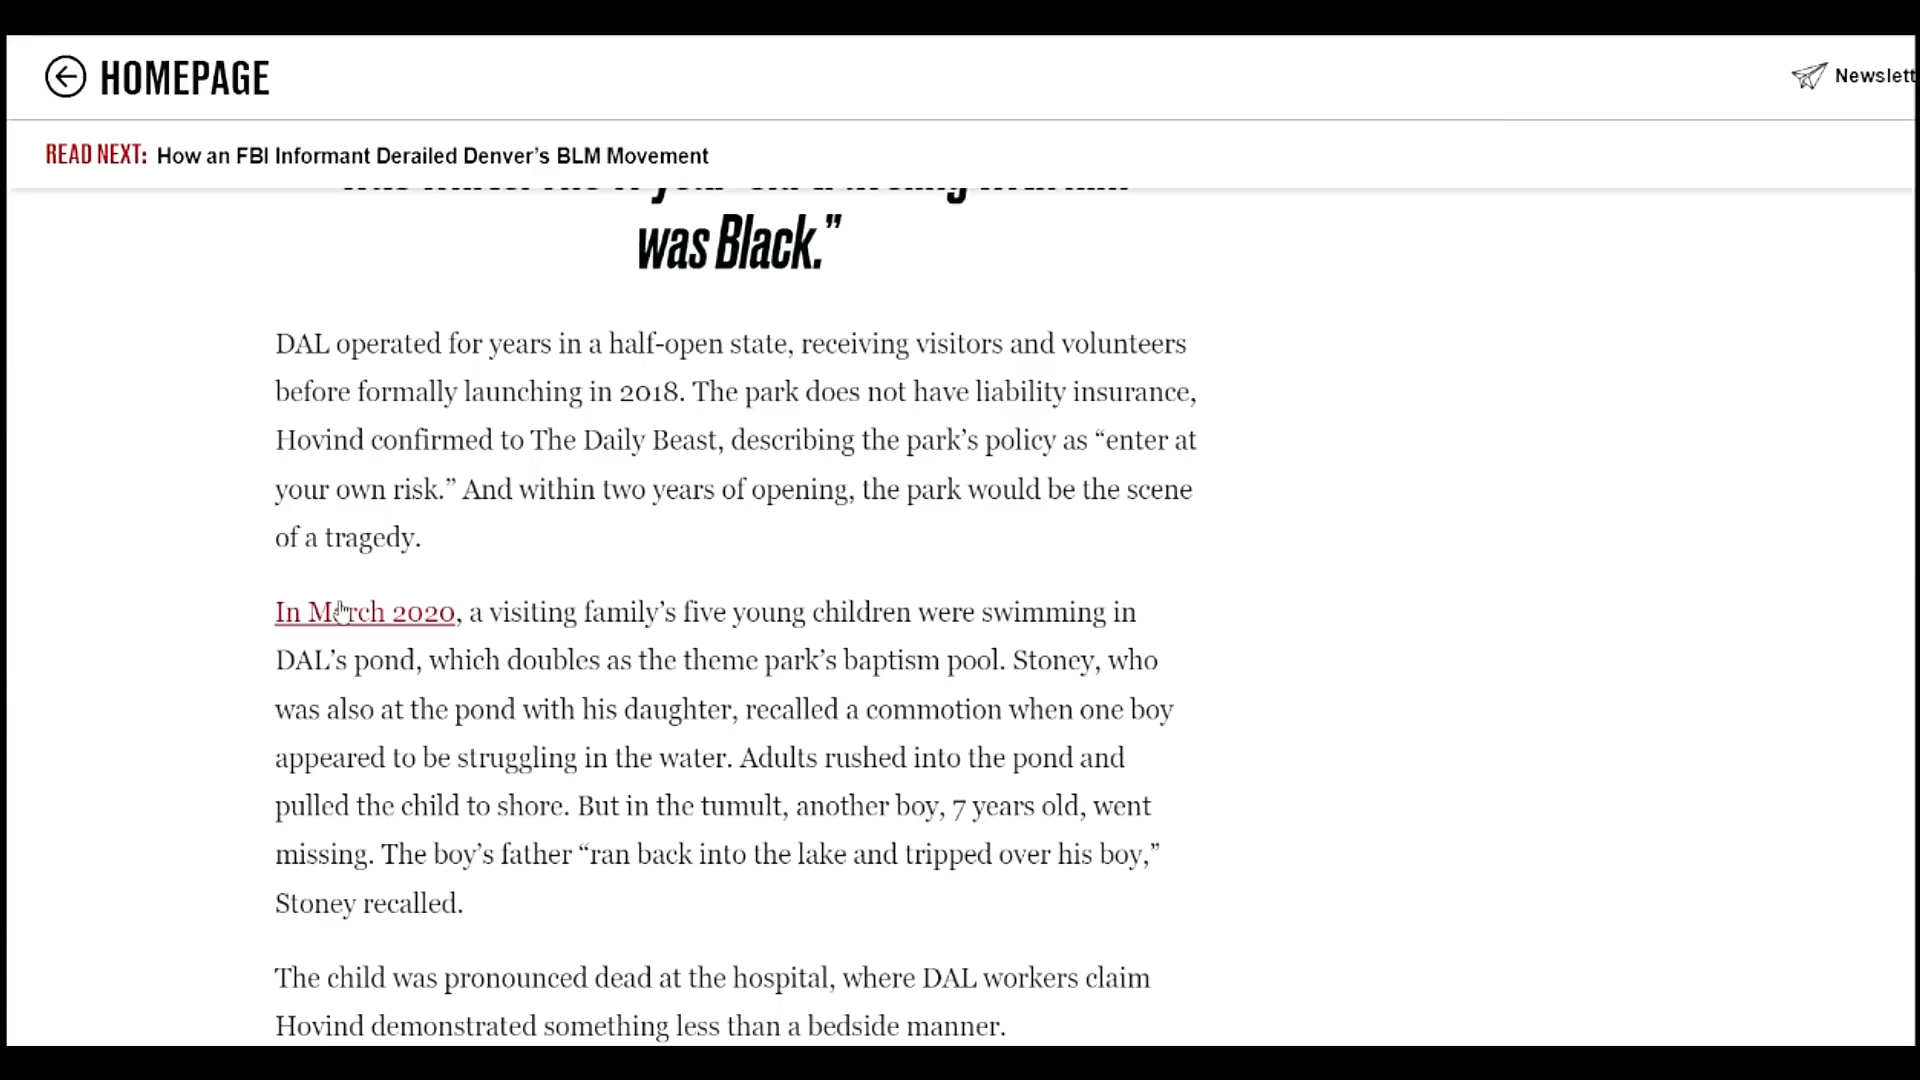 HOMEPAGE
Newslett
READ NEXT: How an FBI Informant Derailed Denver’s BLM Movement
was Black.”
DAL operated for years in a half-open state, receiving visitors and volunteers
before formally launching in 2018. The park does not have liability insurance,
Hovind confirmed to The Daily Beast, describing the park’s policy as “enter at
your own risk.” And within two years of opening, the park would be the scene
of a tragedy.
In March 2020, a visiting family’s five young children were swimming in
DAL’s pond, which doubles as the theme park’s baptism pool. Stoney, who
was also at the pond with his daughter, recalled a commotion when one boy
appeared to be struggling in the water. Adults rushed into the pond and
pulled the child to shore. But in the tumult, another boy, 7 years old, went
missing. The boy’s father “ran back into the lake and tripped over his boy,”
Stoney recalled.
The child was pronounced dead at the hospital, where DAL workers claim
Hovind demonstrated something less than a bedside manner.